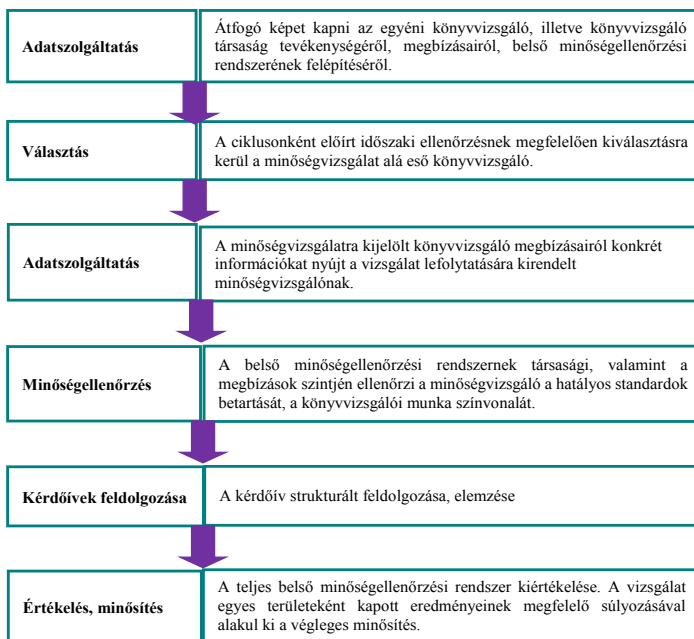 Adatszolgáltatás
Átfogó képet kapni az egyéni könyvvizsgáló, illetve könyvvizsgáló
társaság tevékenységéről, megbízásairól, belső minőségellenőrzési
rendszerének felépítéséről.
Választás
A ciklusonként előírt időszaki ellenőrzésnek megfelelően kiválasztásra
kerül a minőségvizsgálat alá eső könyvvizsgáló.
Adatszolgáltatás
A minőségvizsgálatra kijelölt könyvvizsgáló megbízásairól konkrét
információkat nyújt a vizsgálat lefolytatására kirendelt
minőségvizsgálónak.
Minőségellenőrzés
A belső minőségellenőrzési rendszernek társasági, valamint a
megbízások szintjén ellenőrzi a minőségvizsgáló a hatályos standardok
betartását, a könyvvizsgálói munka színvonalát.
Kérdőívek feldolgozása
A kérdőív strukturált feldolgozása, elemzése
Értékelés, minősítés
A teljes belső minőségellenőrzési rendszer kiértékelése. A vizsgálat
egyes területeként kapott eredményeinek megfelelő súlyozásával
alakul ki a végleges minősítés.